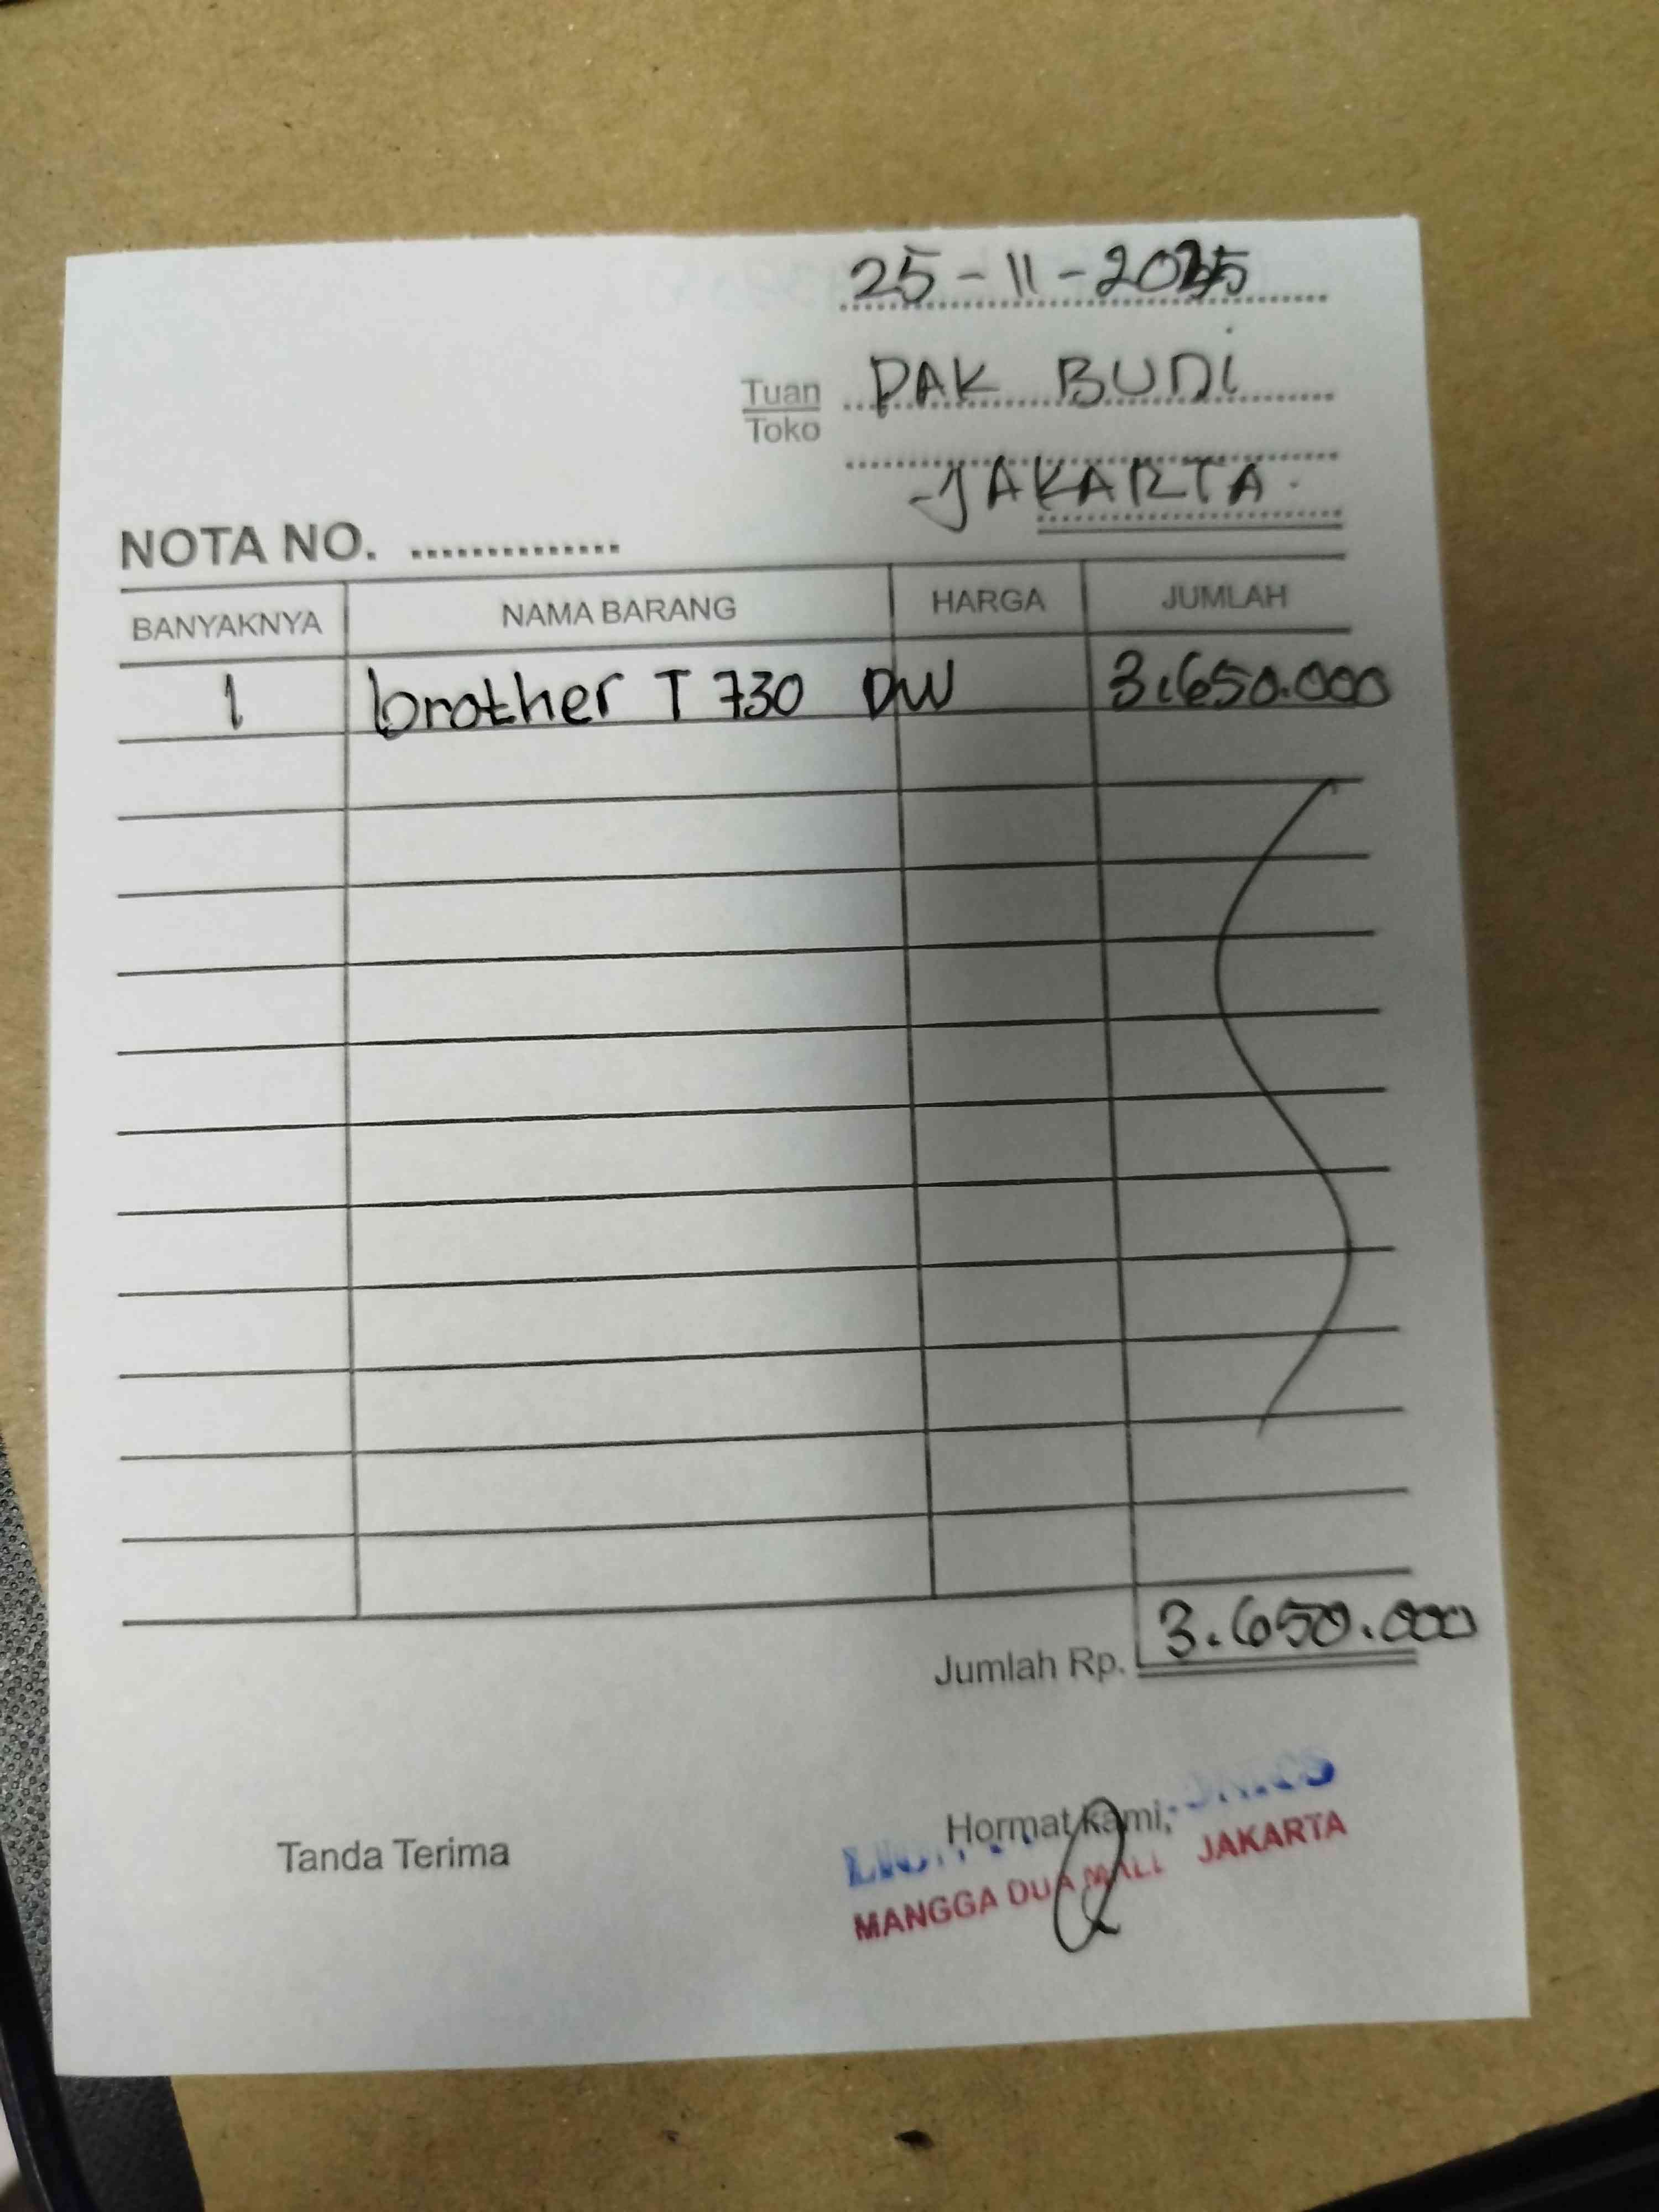 25-11-2025
Tuan PAK BUDI
Toko
JAKARTA.
NOTA NO. ..............
BANYAKNYA NAMA BARANG HARGA JUMLAH
1 brother T 730 DW 3.650.000
Jumlah Rp. 3.650.000
Tanda Terima Hormat kami,
MANGGA DUA MALL JAKARTA